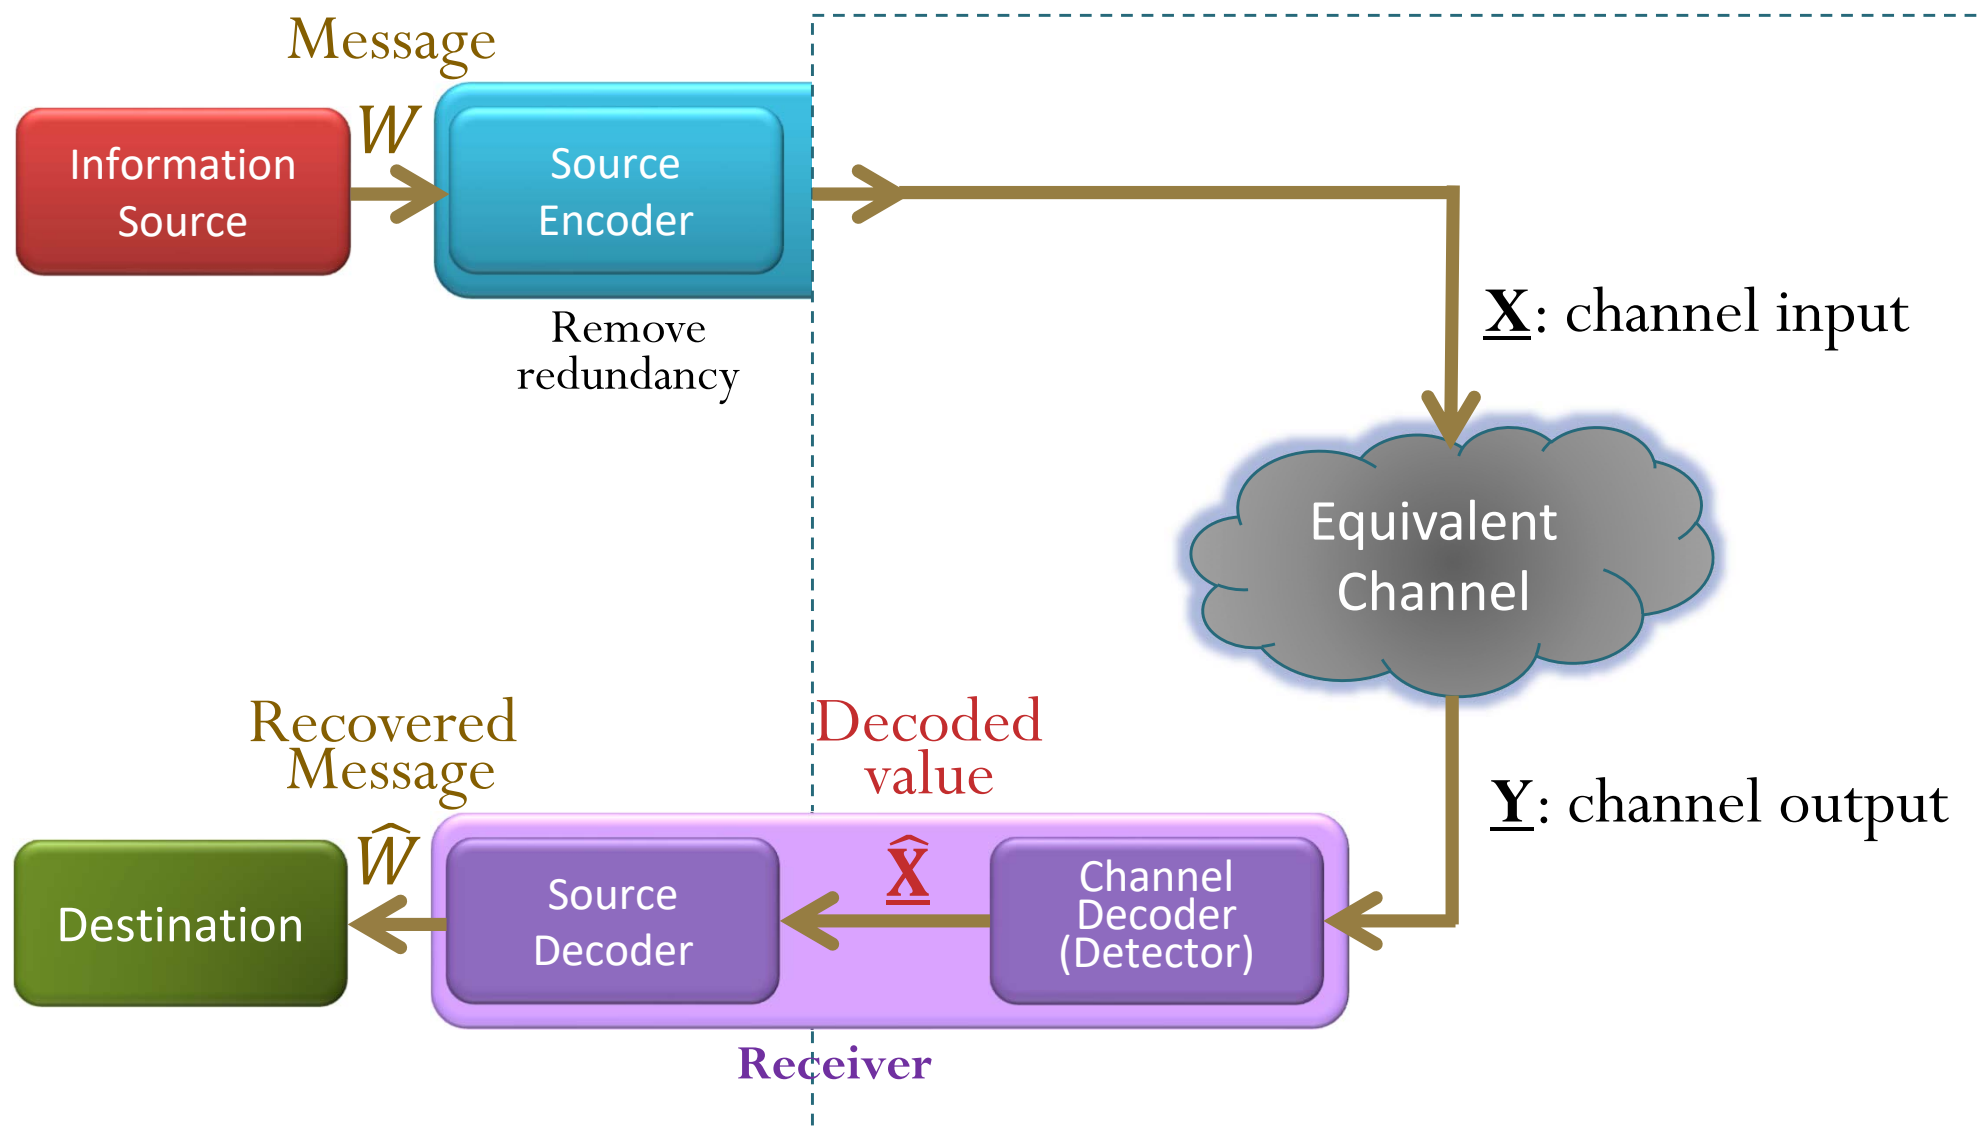 Message
W
Information
Source
Source
Encoder
Remove
redundancy
X: channel input
Equivalent
Channel
Recovered
Message
Ŵ
Decoded
value
Y: channel output
Destination
Source
Decoder
X̂
Channel
Decoder
(Detector)
Receiver